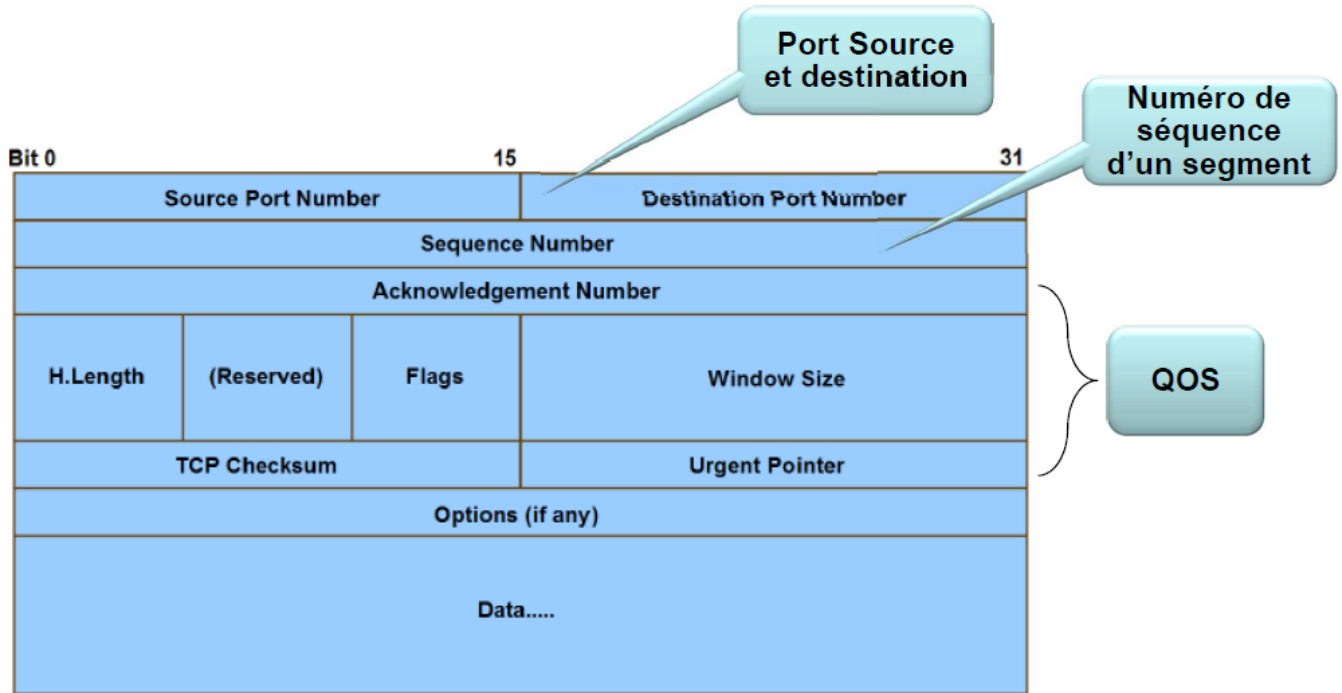 Port Source
et destination
Numéro de
séquence
d'un segment
Bit 0 15 31
Source Port Number Destination Port Number
Sequence Number
Acknowledgement Number
H.Length (Reserved) Flags Window Size
QOS
TCP Checksum Urgent Pointer
Options (if any)
Data.....